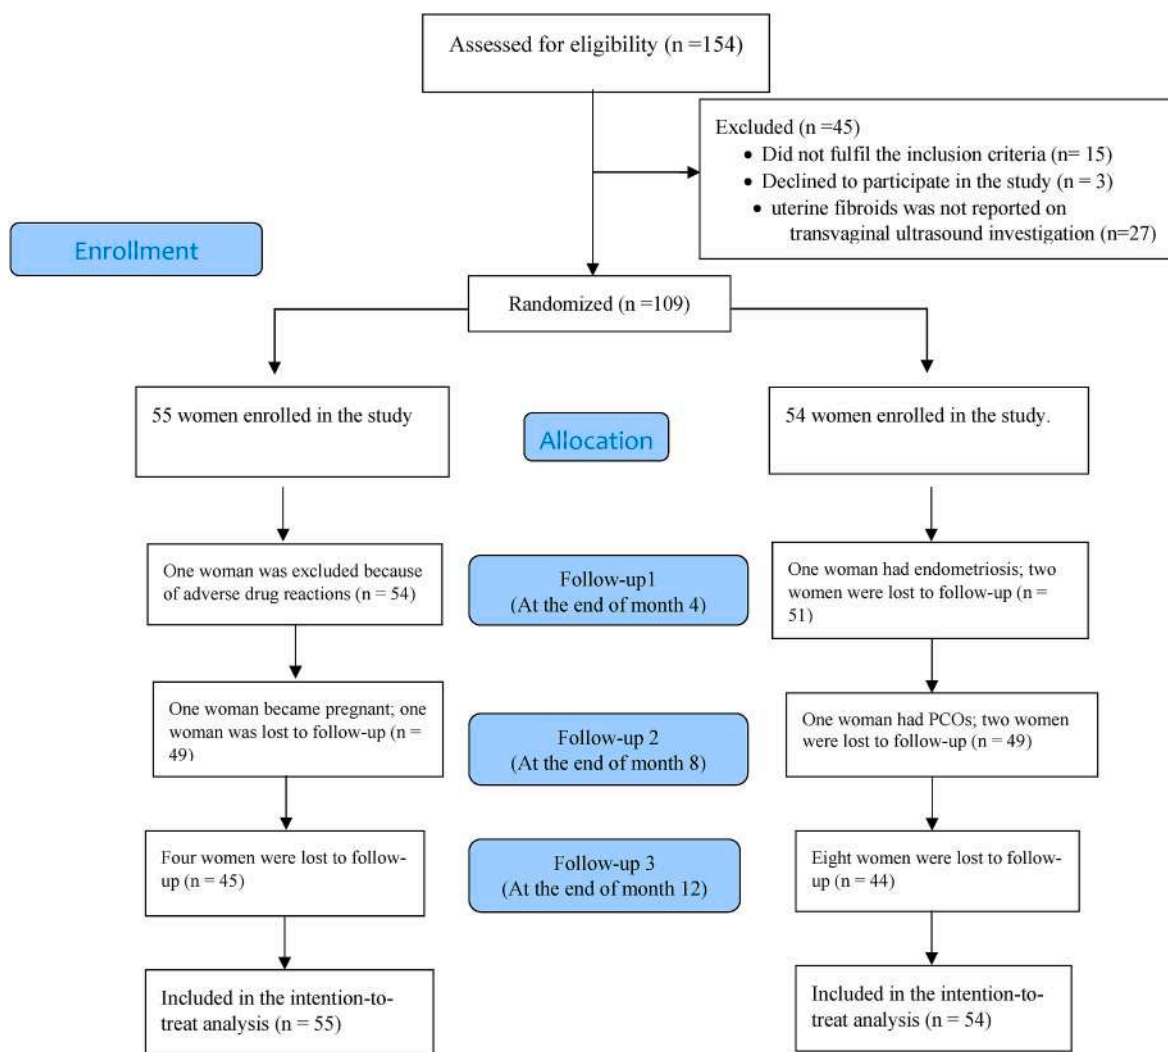 Assessed for eligibility (n =154)
Excluded (n =45)
• Did not fulfil the inclusion criteria (n= 15)
• Declined to participate in the study (n = 3)
• uterine fibroids was not reported on
transvaginal ultrasound investigation (n=27)
Enrollment
Randomized (n =109)
55 women enrolled in the study
Allocation
54 women enrolled in the study.
One woman was excluded because
of adverse drug reactions (n = 54)
Follow-up1
(At the end of month 4)
One woman had endometriosis; two
women were lost to follow-up (n =
51)
One woman became pregnant; one
woman was lost to follow-up (n =
49)
Follow-up 2
(At the end of month 8)
One woman had PCOs; two women
were lost to follow-up (n = 49)
Four women were lost to follow-
up (n = 45)
Follow-up 3
(At the end of month 12)
Eight women were lost to follow-
up (n = 44)
Included in the intention-to-
treat analysis (n = 55)
Included in the intention-to-
treat analysis (n = 54)